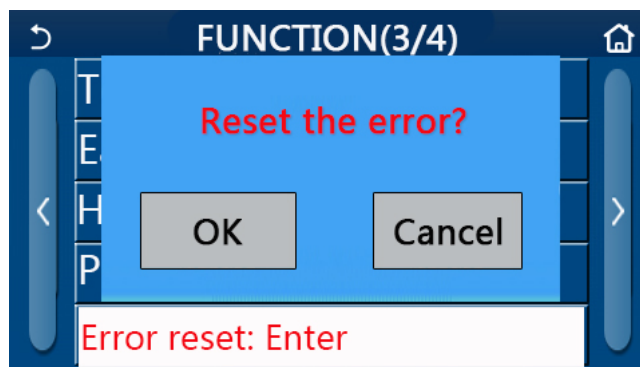 FUNCTION(3/4)
T
Reset the error?
E
H
OK
Cancel
P
Error reset: Enter